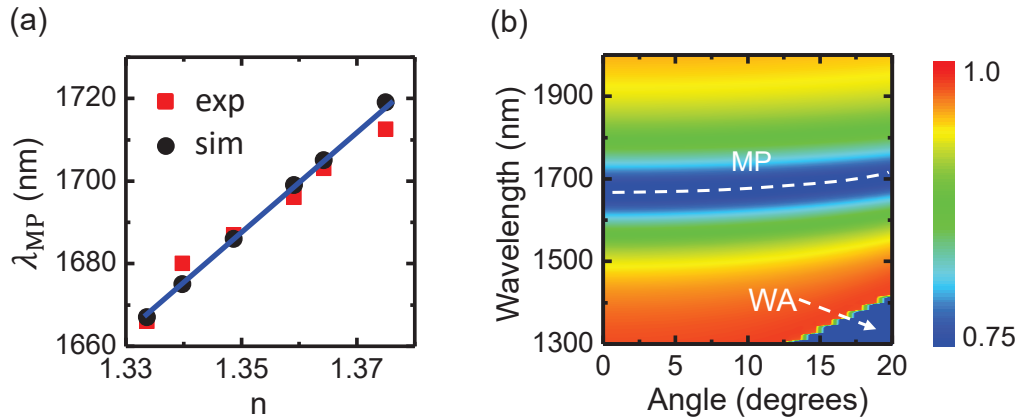 (a)
1720
1700
1680
1660
1.33
1.35
1.37
λMP (nm)
n
exp
sim
(b)
1900
1700
1500
1300
0
5
10
15
20
Wavelength (nm)
Angle (degrees)
MP
WA
1.0
0.75